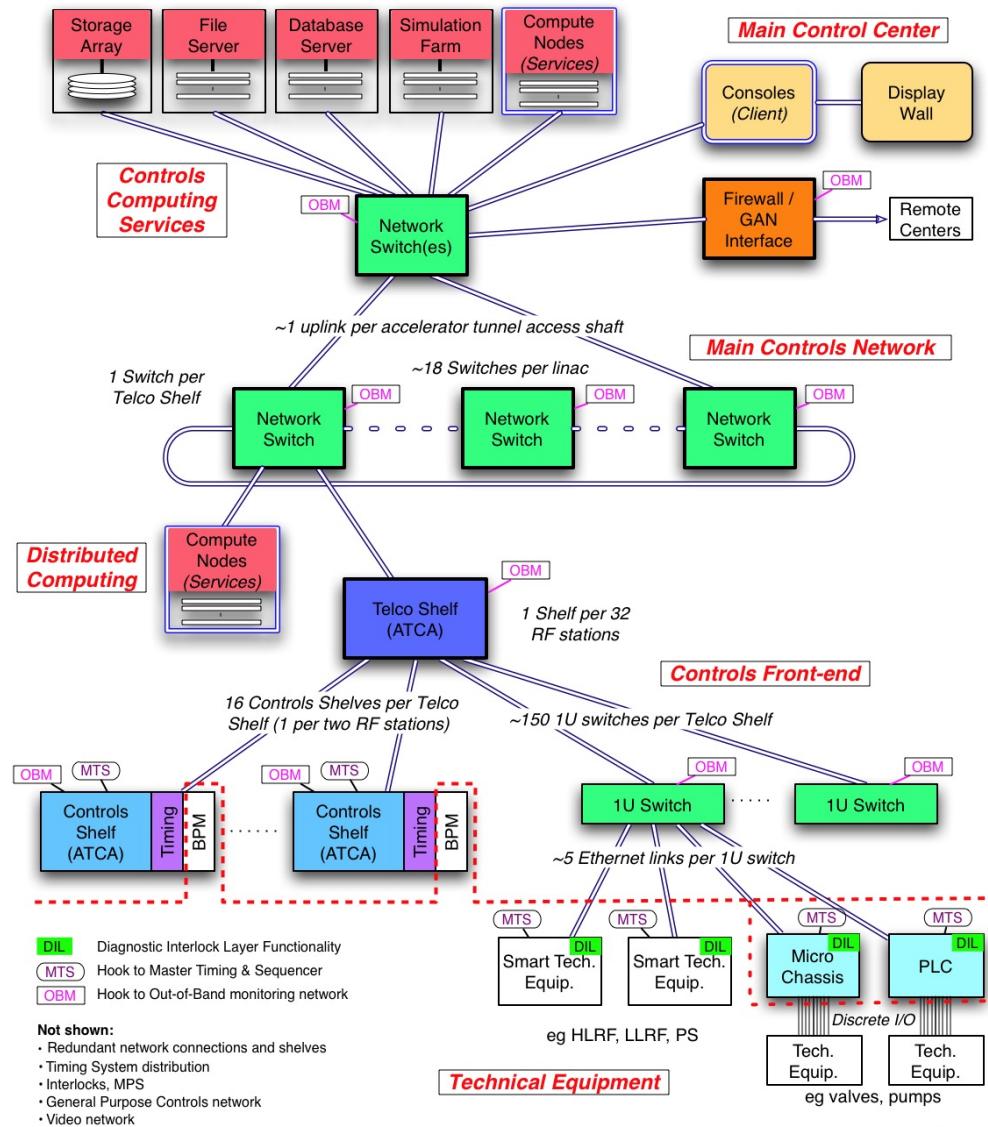 Storage
Array
File
Server
Database
Server
Simulation
Farm
Compute
Nodes
(Services)
Main Control Center
Consoles
(Client)
Display
Wall
Controls
Computing
Services
OBM
Network
Switch(es)
OBM
Firewall /
GAN
Interface
Remote
Centers
~1 uplink per accelerator tunnel access shaft
Main Controls Network
1 Switch per
Telco Shelf
~18 Switches per linac
OBM
Network
Switch
OBM
Network
Switch
OBM
Network
Switch
Distributed
Computing
Compute
Nodes
(Services)
OBM
Telco Shelf
(ATCA)
1 Shelf per 32
RF stations
Controls Front-end
16 Controls Shelves per Telco
Shelf (1 per two RF stations)
~150 1U switches per Telco Shelf
OBM
MTS
Controls
Shelf
(ATCA)
Timing
BPM
OBM
MTS
Controls
Shelf
(ATCA)
Timing
BPM
OBM
1U Switch
OBM
1U Switch
~5 Ethernet links per 1U switch
MTS
DIL
Smart Tech.
Equip.
MTS
DIL
Smart Tech.
Equip.
MTS
DIL
Micro
Chassis
MTS
DIL
PLC
DIL Diagnostic Interlock Layer Functionality
MTS Hook to Master Timing & Sequencer
OBM Hook to Out-of-Band monitoring network
Discrete I/O
eg HLRF, LLRF, PS
Tech.
Equip.
Tech.
Equip.
eg valves, pumps
Technical Equipment
Not shown:
• Redundant network connections and shelves
• Timing System distribution
• Interlocks, MPS
• General Purpose Controls network
• Video network